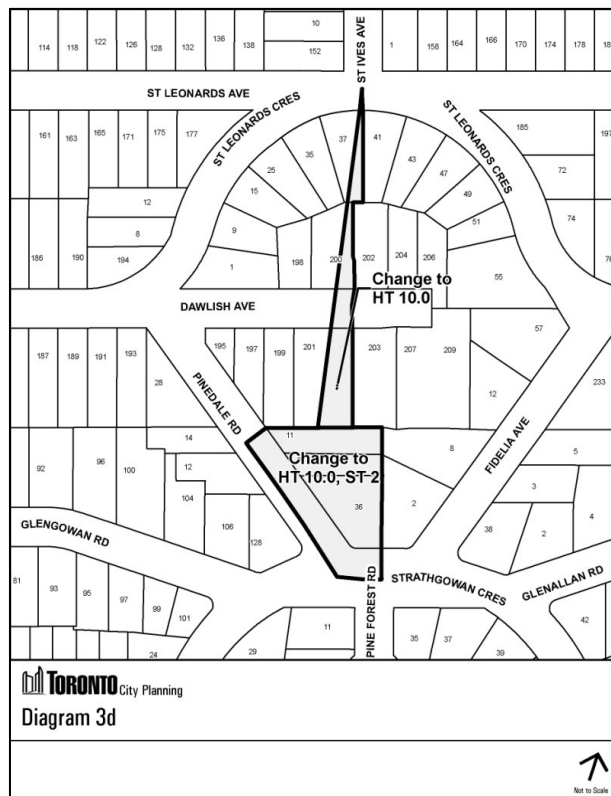 10
114 118 122 126 128 132 136 138 152 1 158 164 166 170 174 178
ST IVES AVE
ST LEONARDS AVE
ST LEONARDS CRES
ST LEONARDS CRES
161 163 165 171 175 177 37 41 185 197
35 43
25 47 72
15 49
12
9 51 74
8
186 190 194 1 198 200 202 204 206 55 76
Change to
HT 10.0
DAWLISH AVE
57
187 189 191 193 195 197 199 201 203 207 209
28 12 233
PINEDALE RD
FIDELIA AVE
14 11 8 5
92 96 100 12
Change to
HT 10.0, ST 2
3
104 36 2 4
GLENGOWAN RD
106 128 38 2
81 93 95 97 99 101
PINE FOREST RD
STRATHGOWAN CRES
GLENALLAN RD
24 29 11 35 37 39 42
TORONTO City Planning
Diagram 3d
Not to Scale